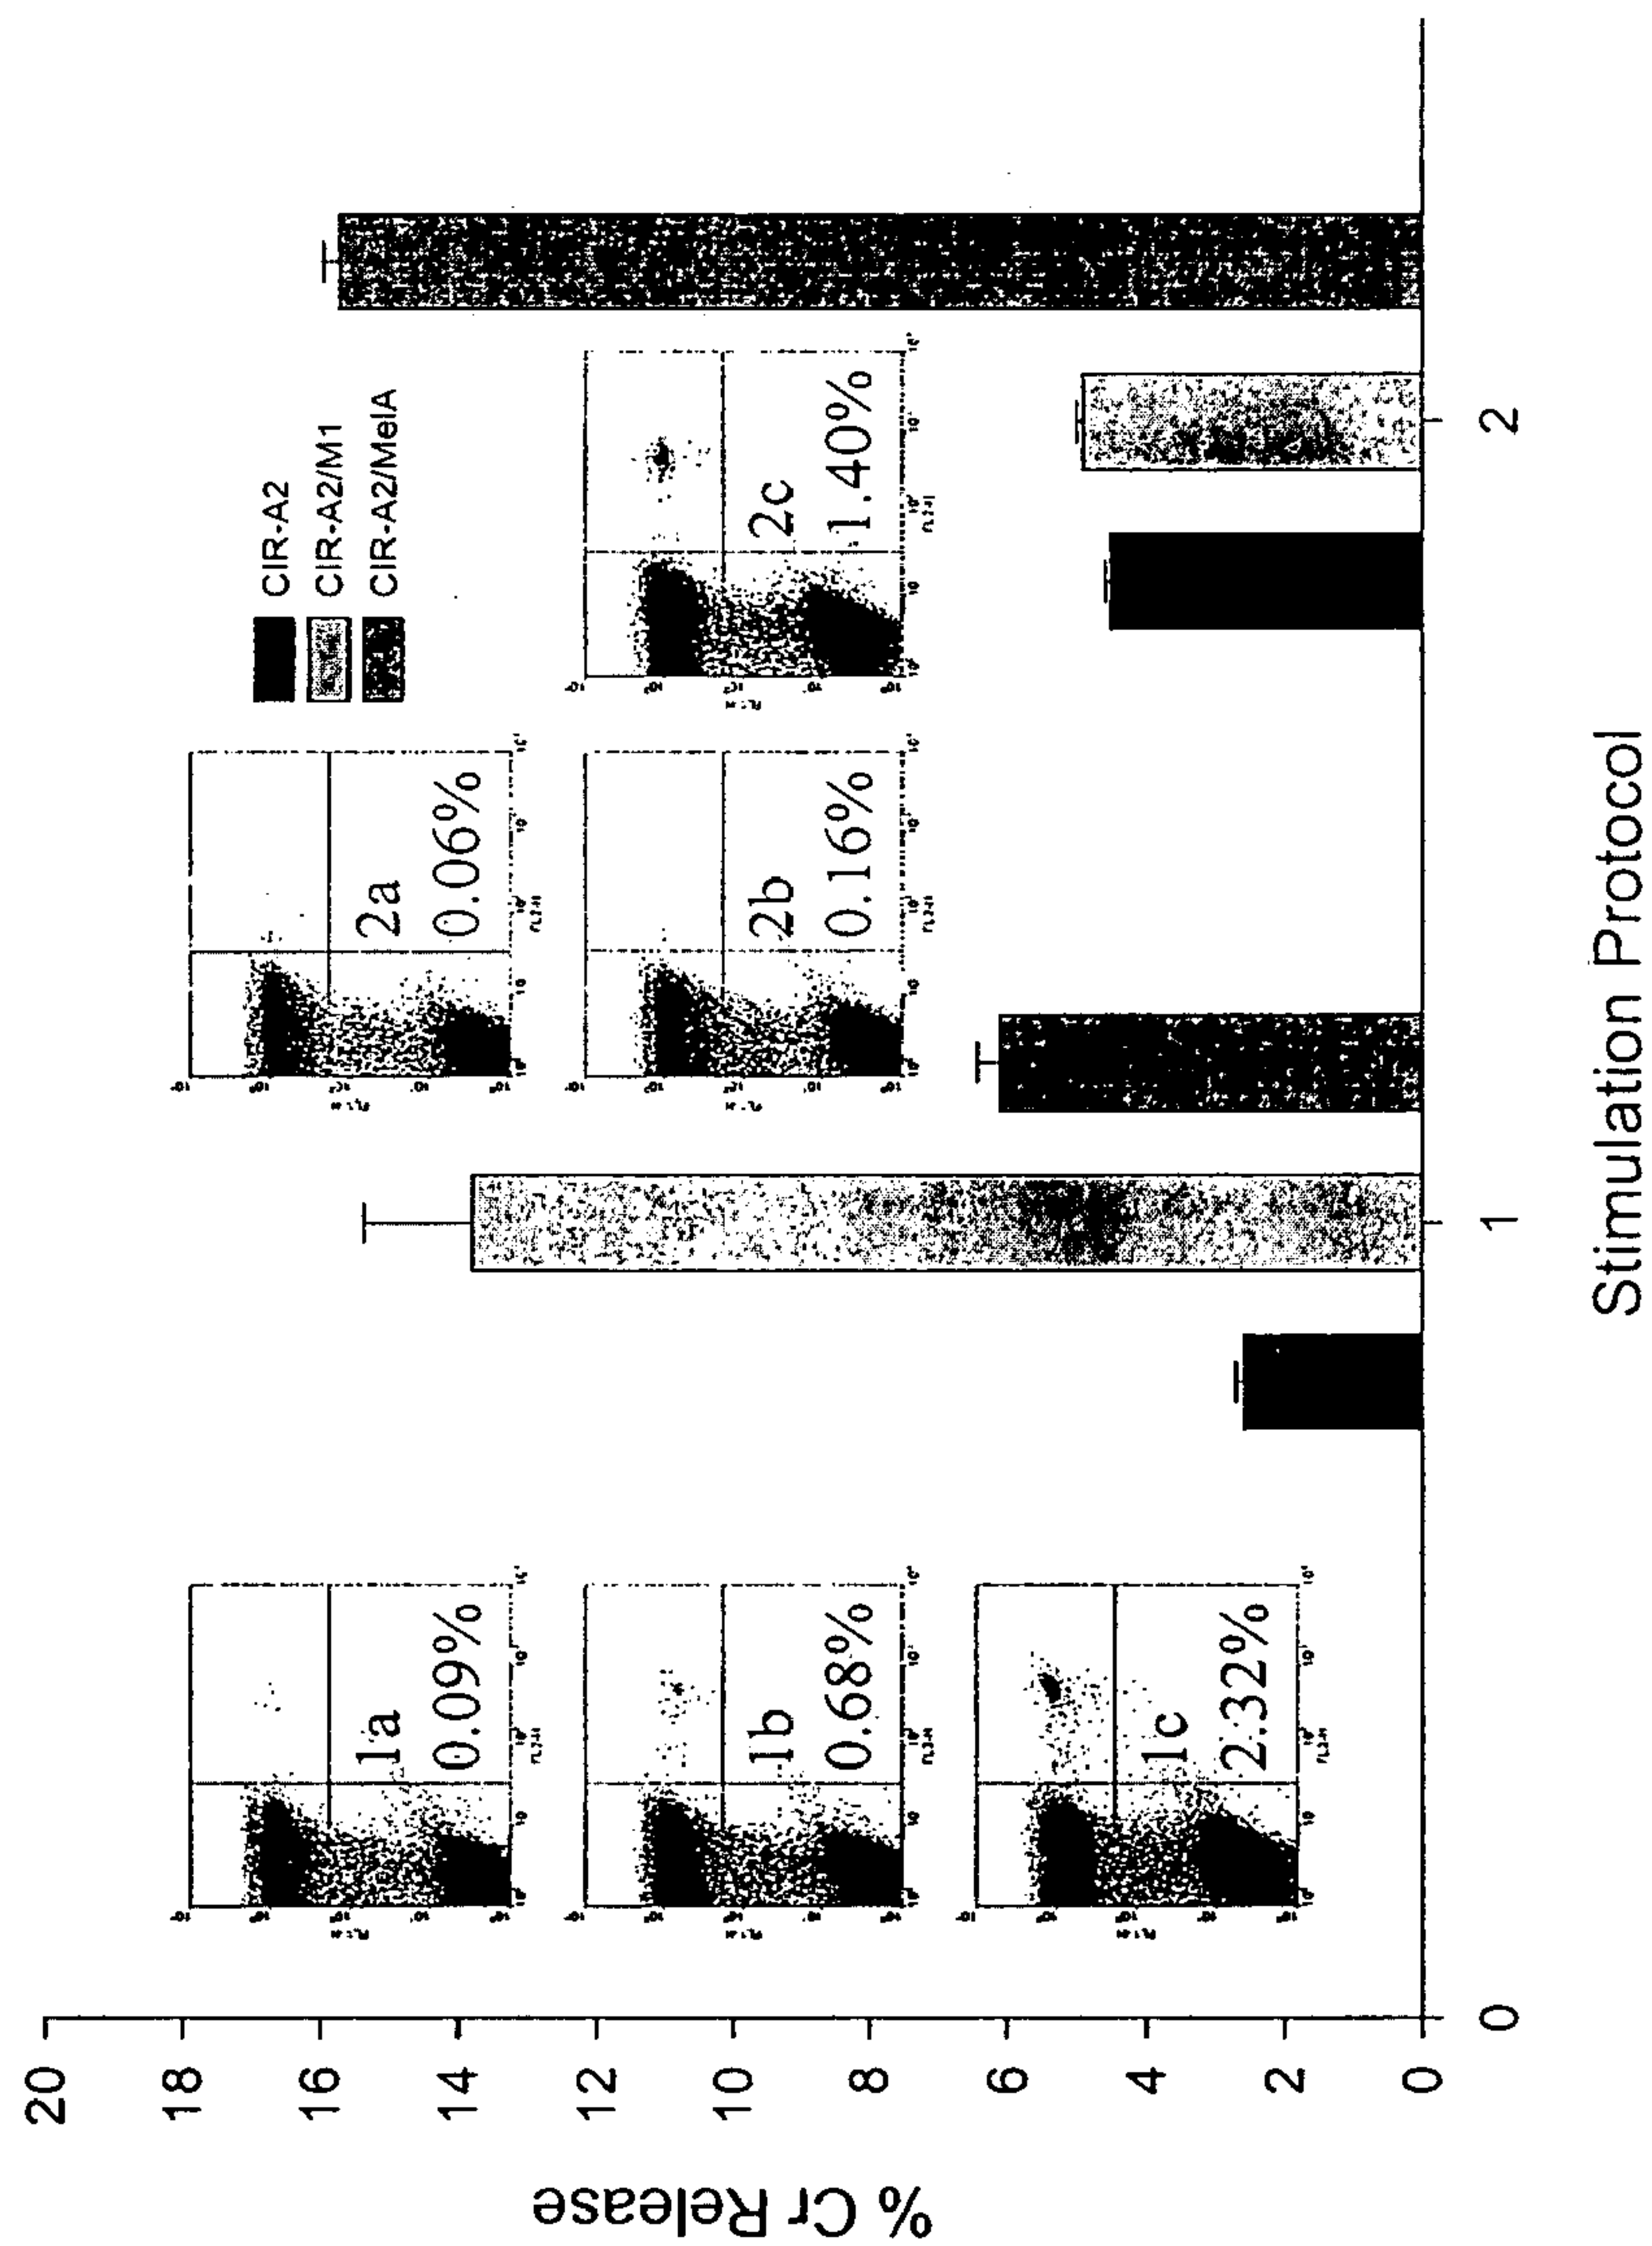 % Cr Release
20
18
16
14
12
10
8
6
4
2
0
1a
0.09%
1b
0.68%
1c
2.32%
2a
0.06%
2b
0.16%
2c
1.40%
CIR-A2
CIR-A2/M1
CIR-A2/MelA
0
1
2
Stimulation Protocol